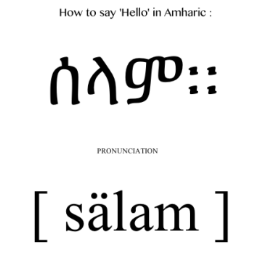 How to say 'Hello' in Amharic :
ሰላም።
PRONUNCIATION
[ sälam ]